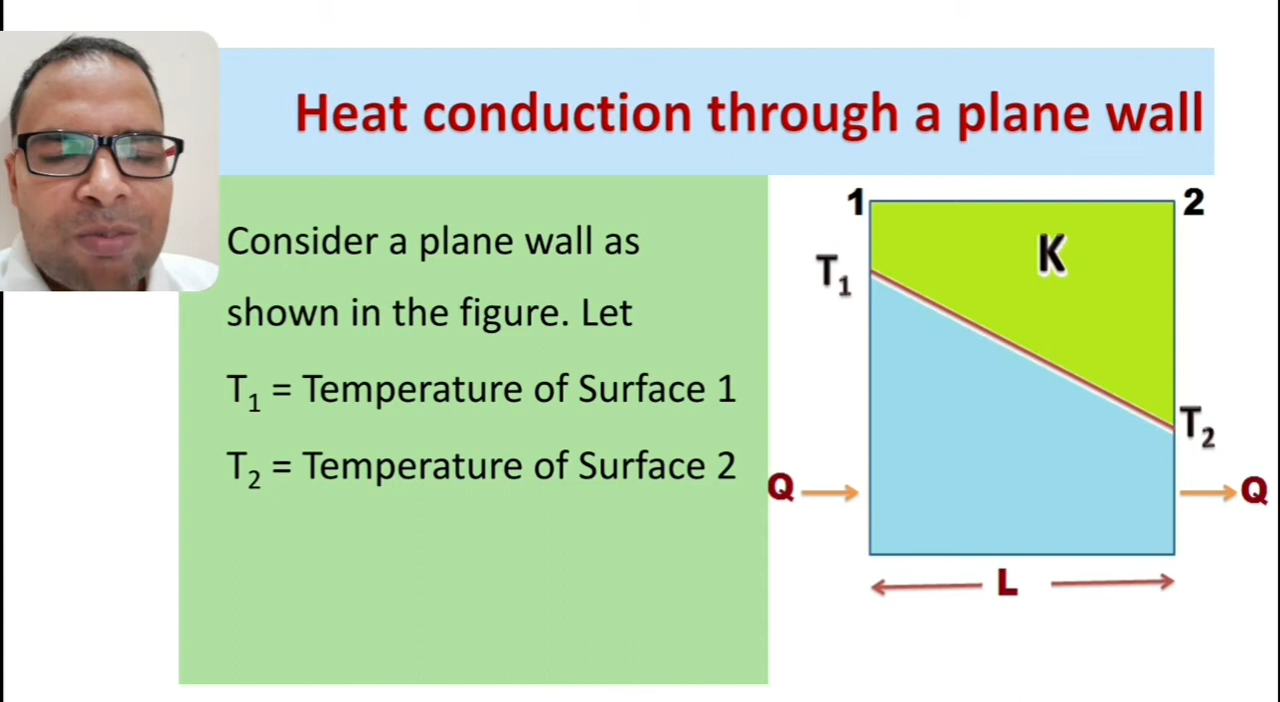 Heat conduction through a plane wall
Consider a plane wall as
shown in the figure. Let
T₁ = Temperature of Surface 1
T₂ = Temperature of Surface 2
1
2
K
T₁
T₂
Q
Q
L